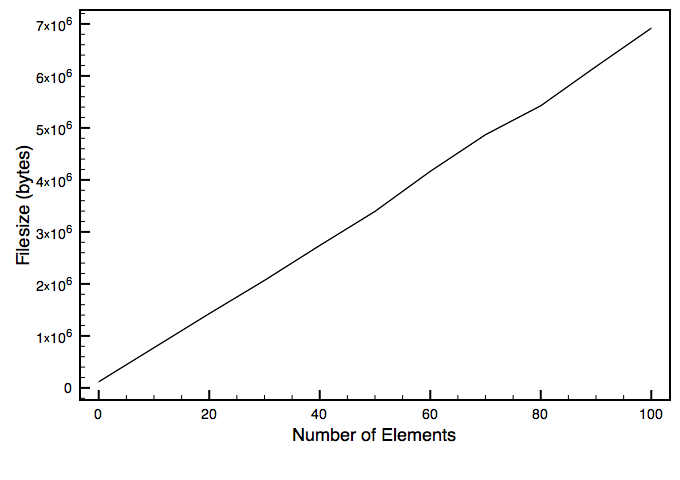 7x10⁶
6x10⁶
5x10⁶
4x10⁶
3x10⁶
2x10⁶
1x10⁶
0
Filesize (bytes)
0 20 40 60 80 100
Number of Elements